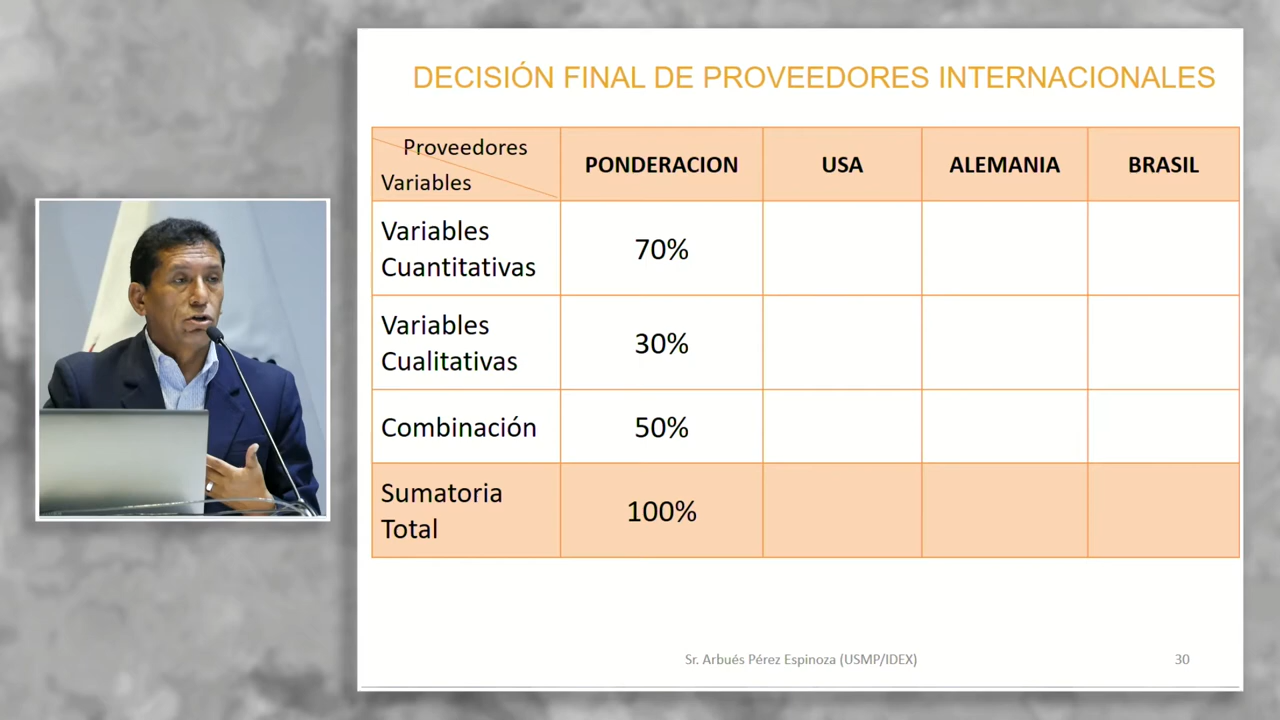 DECISIÓN FINAL DE PROVEEDORES INTERNACIONALES
Proveedores
Variables
PONDERACION
USA
ALEMANIA
BRASIL
Variables
Cuantitativas
70%
Variables
Cualitativas
30%
Combinación
50%
Sumatoria
Total
100%
Sr. Arbués Pérez Espinoza (USMP/IDEX)
30